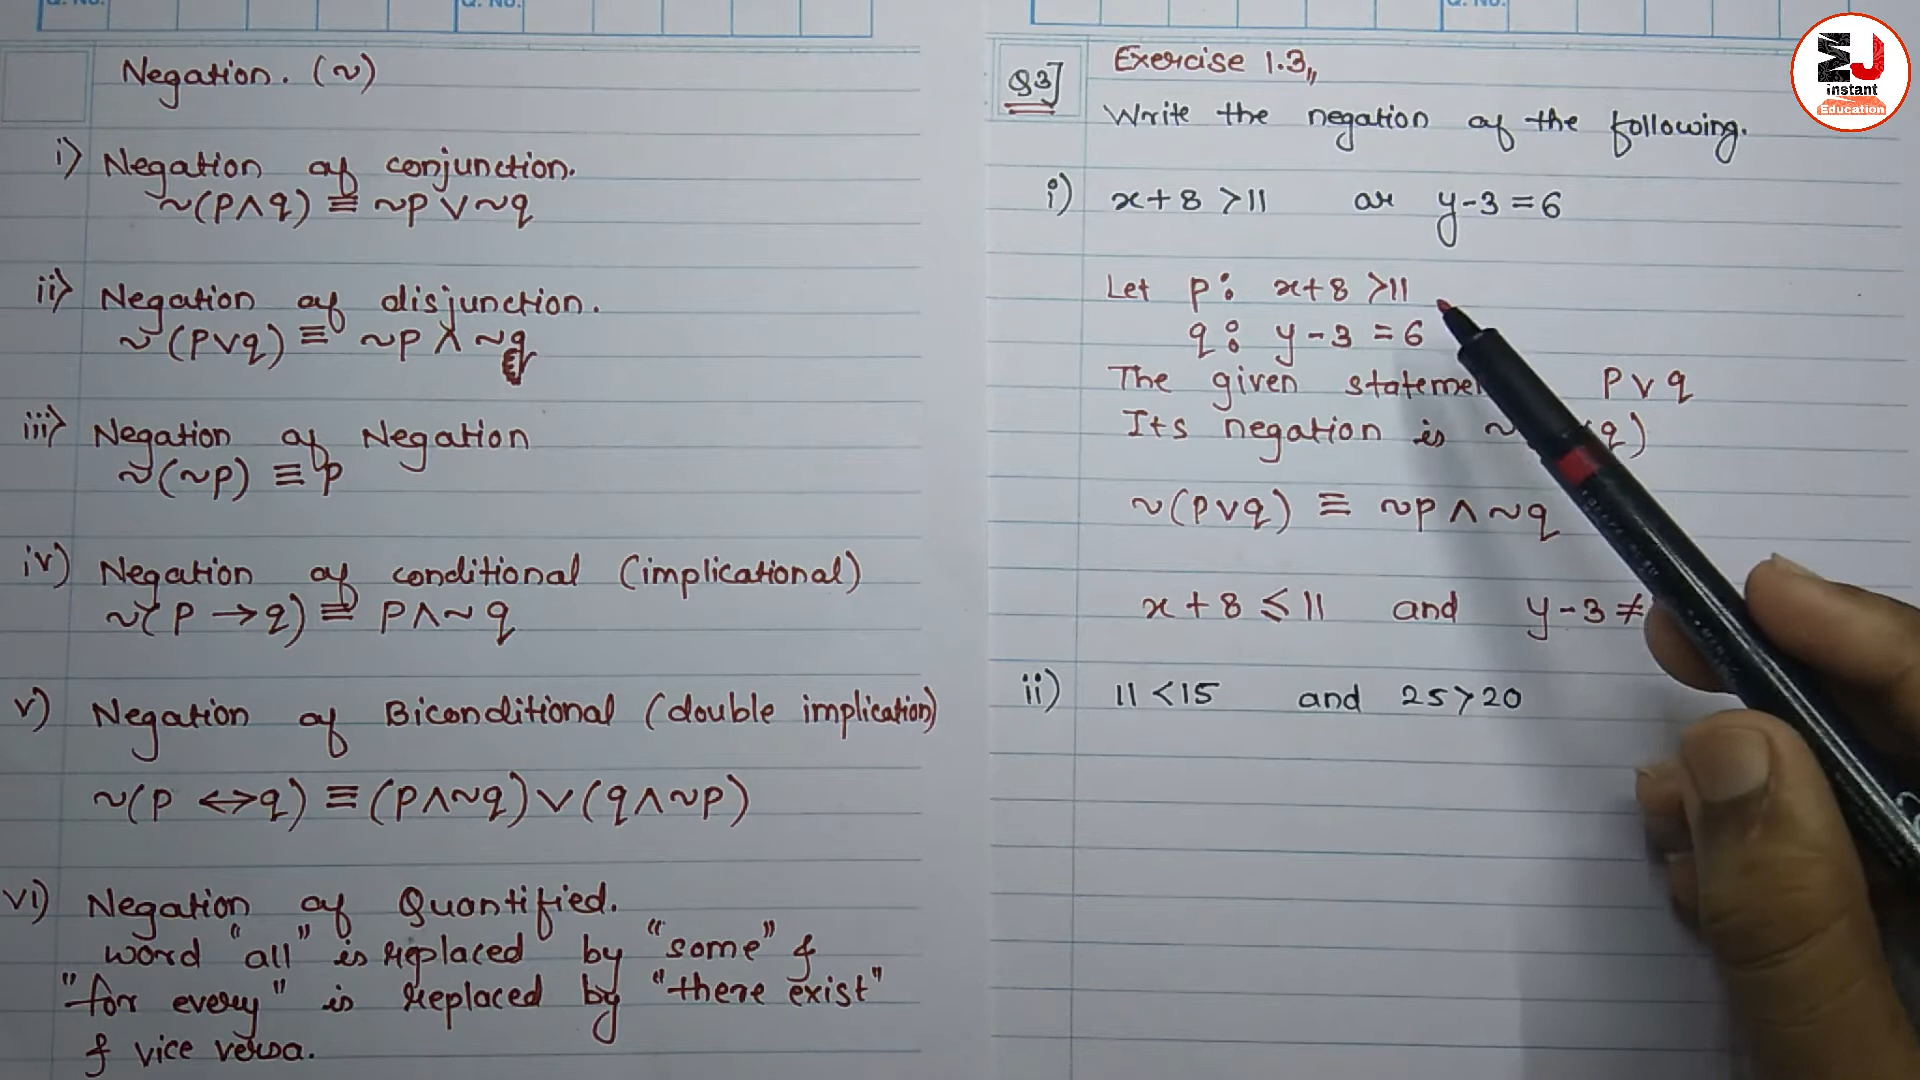 Q. No.
Q. No.
Negation. (~)
i) Negation of conjunction.
~(p∧q) ≡ ~p∨~q
ii) Negation of disjunction.
~(p∨q) ≡ ~p∧~q
iii) Negation of Negation
~(~p) ≡ p
iv) Negation of conditional (implicational)
~(p→q) ≡ p∧~q
v) Negation of Biconditional (double implication)
~(p↔q) ≡ (p∧~q)∨(q∧~p)
vi) Negation of Quantified.
word "all" is replaced by "some" &
"for every" is replaced by "there exist"
& vice versa.
Q. No.
MJ
instant
Education
Exercise 1.3,,
Q3]
Write the negation of the following.
i) x+8 >11 or y-3=6
Let p: x+8 >11
q: y-3 =6
The given p∨q
Its negation is ~ q)
~(p∨q) ≡ ~p∧~q
x+8 ≤11 and y-3≠
ii) 11<15 and 25>20